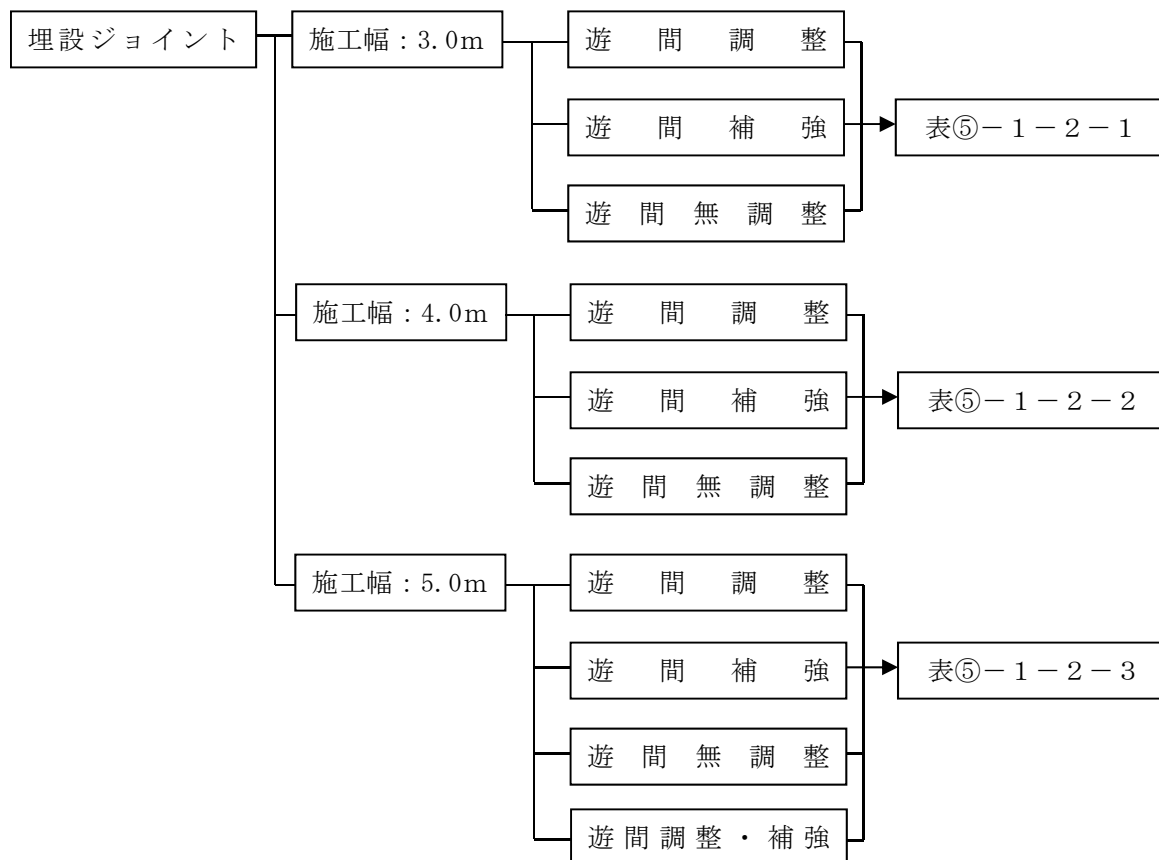 埋設ジョイント
施工幅：3.0m
遊間調整
遊間補強
遊間無調整
表⑤－１－２－１
施工幅：4.0m
遊間調整
遊間補強
遊間無調整
表⑤－１－２－２
施工幅：5.0m
遊間調整
遊間補強
遊間無調整
遊間調整・補強
表⑤－１－２－３